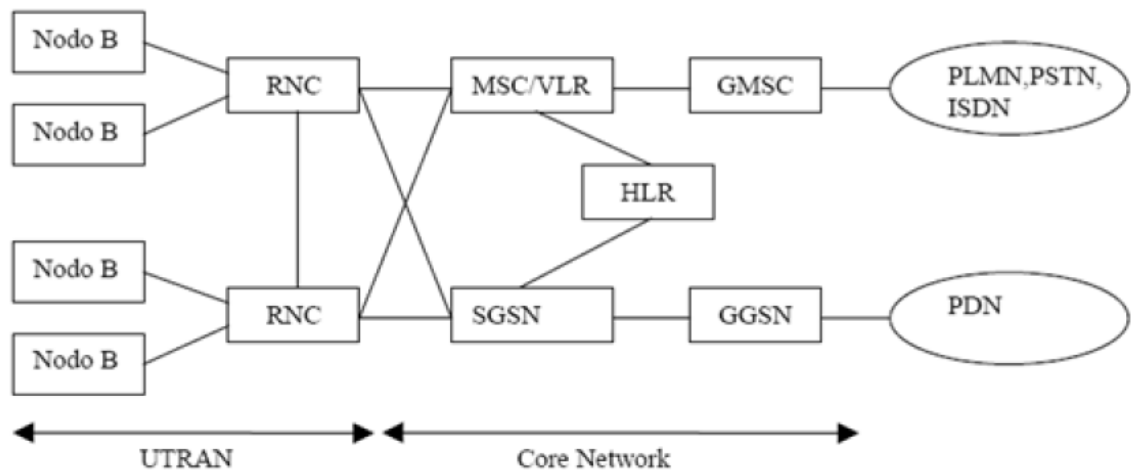 Nodo B
Nodo B
RNC
MSC/VLR
GMSC
PLMN,PSTN,
ISDN
HLR
Nodo B
Nodo B
RNC
SGSN
GGSN
PDN
UTRAN
Core Network